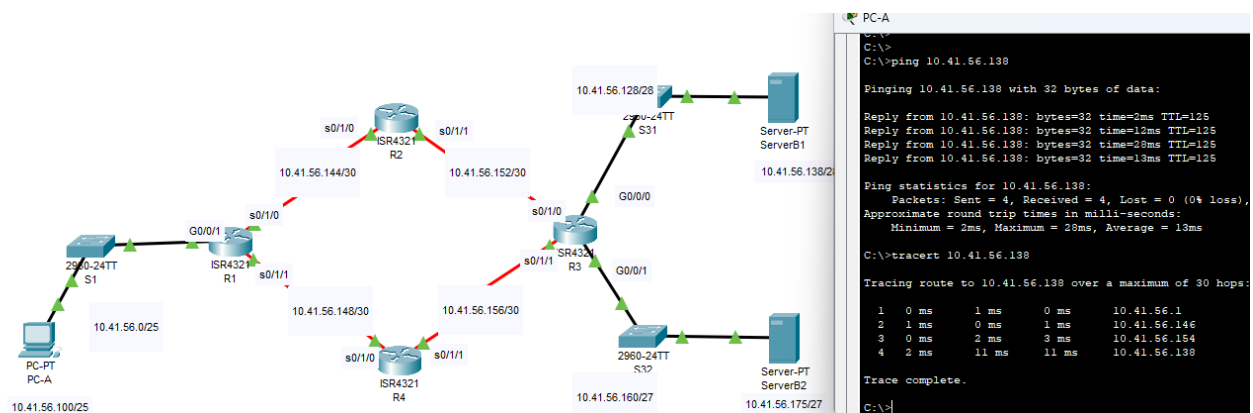 10.41.56.128/28
2960-24TT
S31
Server-PT
ServerB1
10.41.56.138/28
s0/1/0
s0/1/1
ISR4321
R2
10.41.56.144/30
10.41.56.152/30
G0/0/0
s0/1/0
G0/0/1
s0/1/0
2960-24TT
S1
ISR4321
R1
s0/1/1
SR4321
R3
s0/1/1
G0/0/1
10.41.56.0/25
10.41.56.148/30
10.41.56.156/30
s0/1/0
s0/1/1
PC-PT
PC-A
ISR4321
R4
2960-24TT
S32
Server-PT
ServerB2
10.41.56.100/25
10.41.56.160/27
10.41.56.175/27
PC-A
C:\>
C:\>
C:\>ping 10.41.56.138
Pinging 10.41.56.138 with 32 bytes of data:
Reply from 10.41.56.138: bytes=32 time=2ms TTL=125
Reply from 10.41.56.138: bytes=32 time=12ms TTL=125
Reply from 10.41.56.138: bytes=32 time=28ms TTL=125
Reply from 10.41.56.138: bytes=32 time=13ms TTL=125
Ping statistics for 10.41.56.138:
Packets: Sent = 4, Received = 4, Lost = 0 (0% loss),
Approximate round trip times in milli-seconds:
Minimum = 2ms, Maximum = 28ms, Average = 13ms
C:\>tracert 10.41.56.138
Tracing route to 10.41.56.138 over a maximum of 30 hops:
1 0 ms 1 ms 0 ms 10.41.56.1
2 1 ms 0 ms 1 ms 10.41.56.146
3 0 ms 2 ms 3 ms 10.41.56.154
4 2 ms 11 ms 11 ms 10.41.56.138
Trace complete.
C:\>